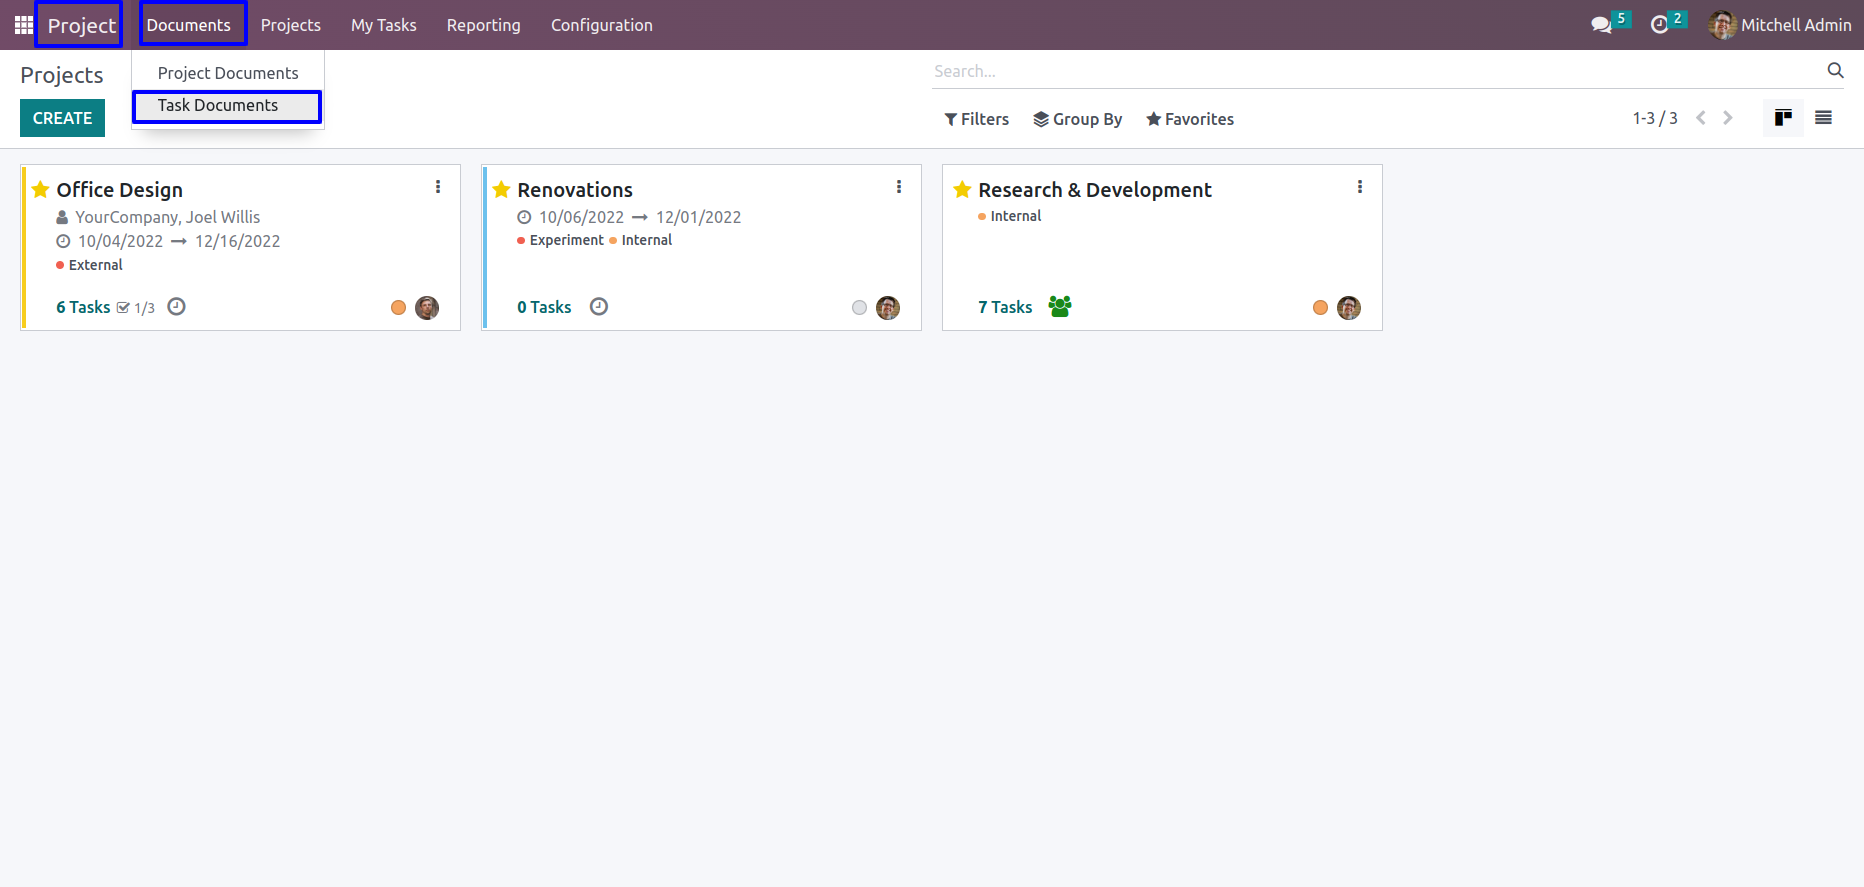 Project Documents Projects My Tasks Reporting Configuration 5 2 Mitchell Admin
Projects
Project Documents
Task Documents
CREATE
Search...
Filters Group By Favorites 1-3 / 3
Office Design
YourCompany, Joel Willis
10/04/2022 → 12/16/2022
External
6 Tasks 1/3
Renovations
10/06/2022 → 12/01/2022
Experiment Internal
0 Tasks
Research & Development
Internal
7 Tasks